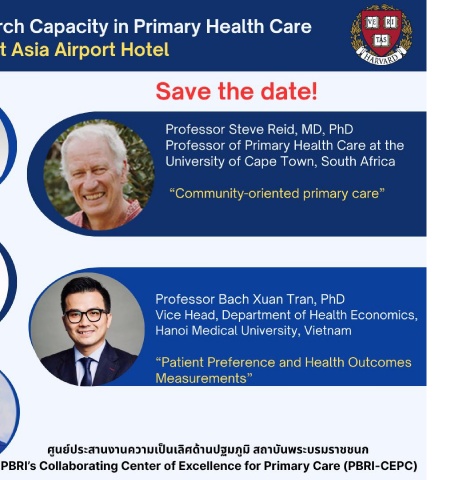 rch Capacity in Primary Health Care
t Asia Airport Hotel
VE RI
TAS
HARVARD
Save the date!
Professor Steve Reid, MD, PhD
Professor of Primary Health Care at the
University of Cape Town, South Africa
“Community-oriented primary care”
Professor Bach Xuan Tran, PhD
Vice Head, Department of Health Economics,
Hanoi Medical University, Vietnam
“Patient Preference and Health Outcomes
Measurements”
ศูนย์ประสานงานความเป็นเลิศด้านปฐมภูมิ สถาบันพระบรมราชชนก
PBRI’s Collaborating Center of Excellence for Primary Care (PBRI-CEPC)